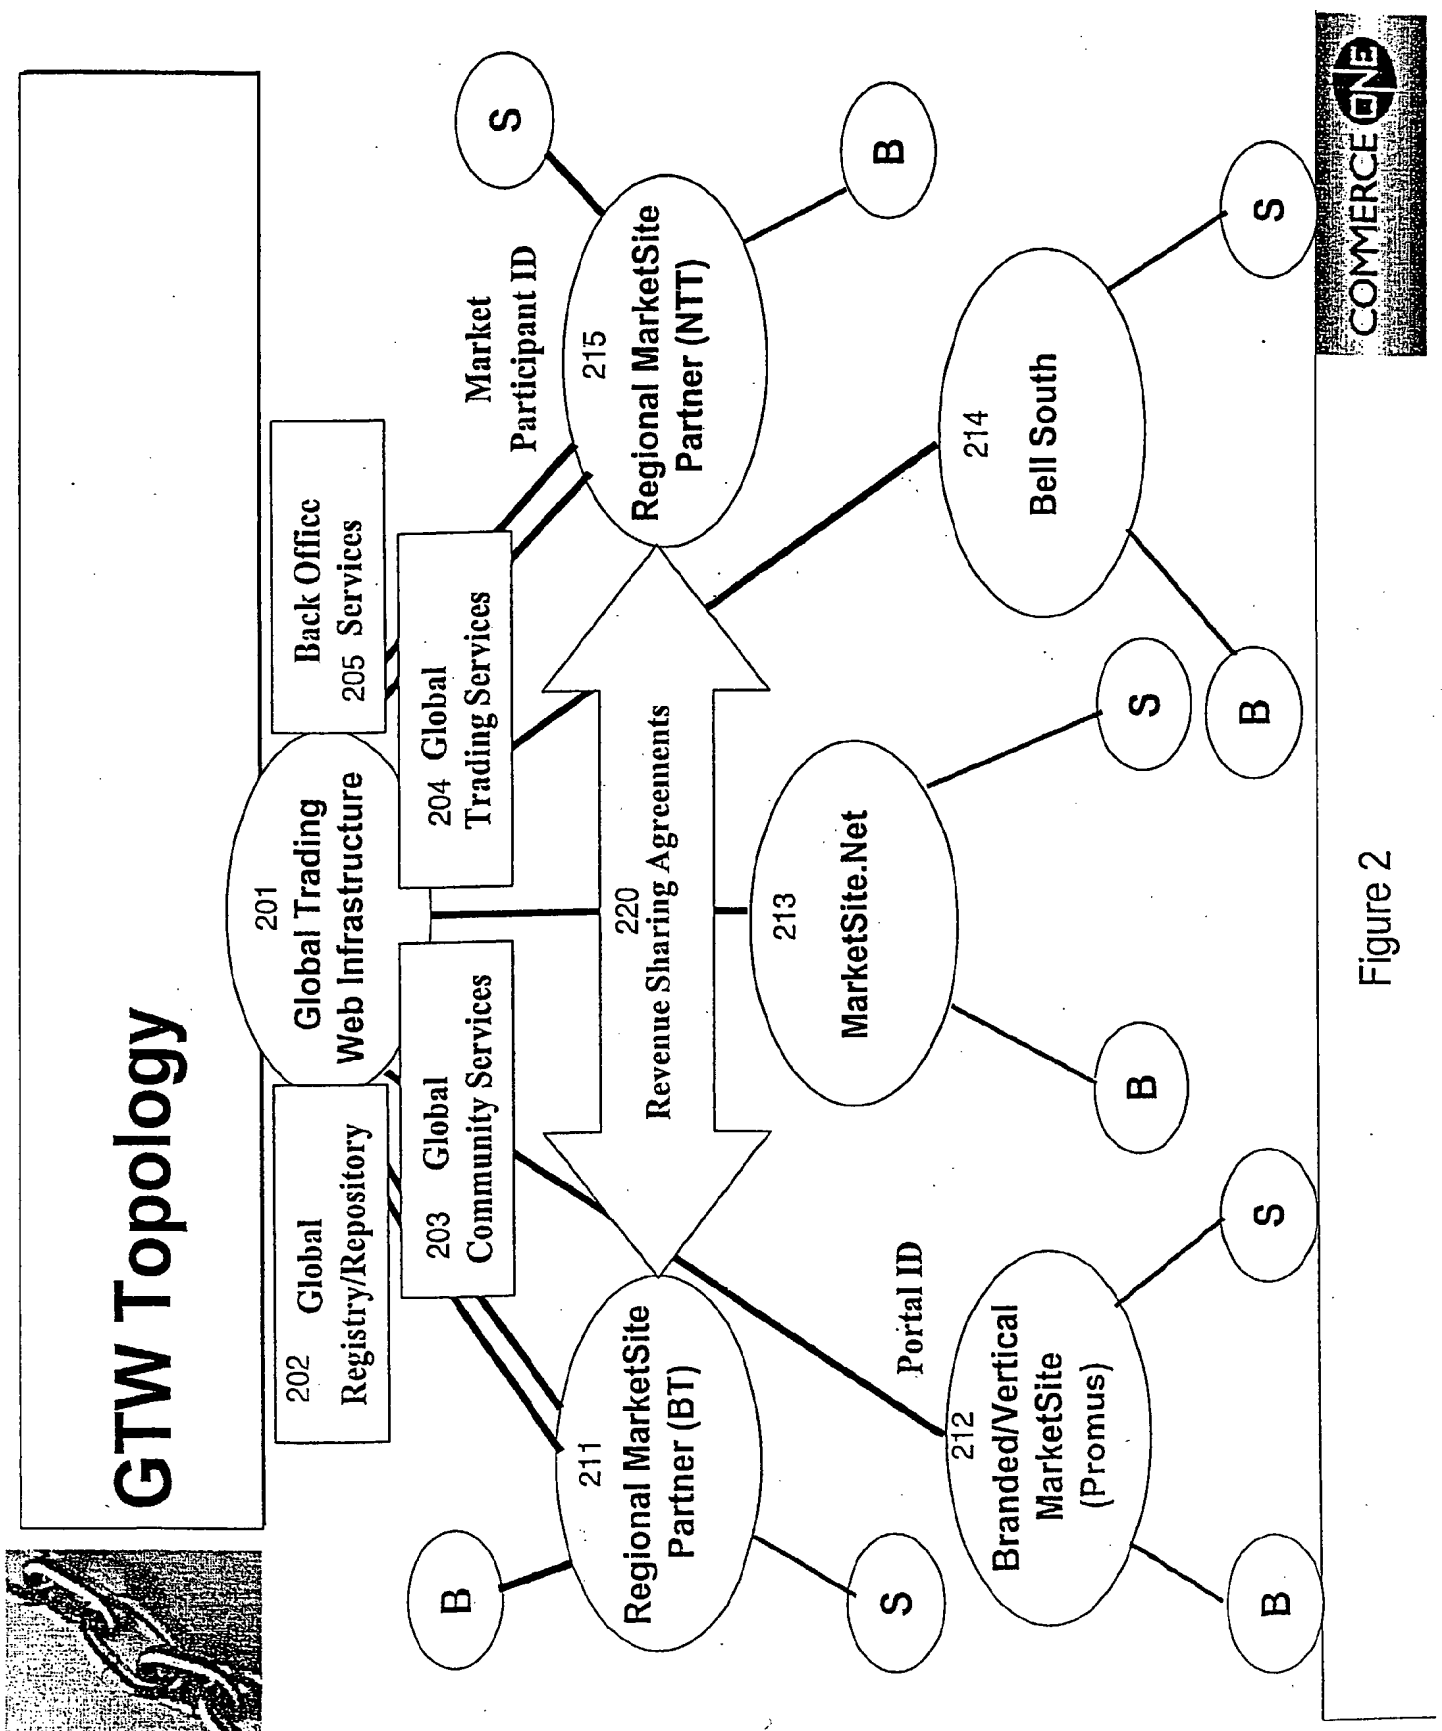 GTW Topology
201
Global Trading
Web Infrastructure
202
Global
Registry/Repository
Back Office
205 Services
203 Global
Community Services
204 Global
Trading Services
Market
Participant ID
220
Revenue Sharing Agreements
B
211
Regional MarketSite
Partner (BT)
S
215
Regional MarketSite
Partner (NTT)
S
B
213
MarketSite.Net
B
S
Portal ID
212
Branded/Vertical
MarketSite
(Promus)
B
S
214
Bell South
B
S
COMMERCE ONE
Figure 2